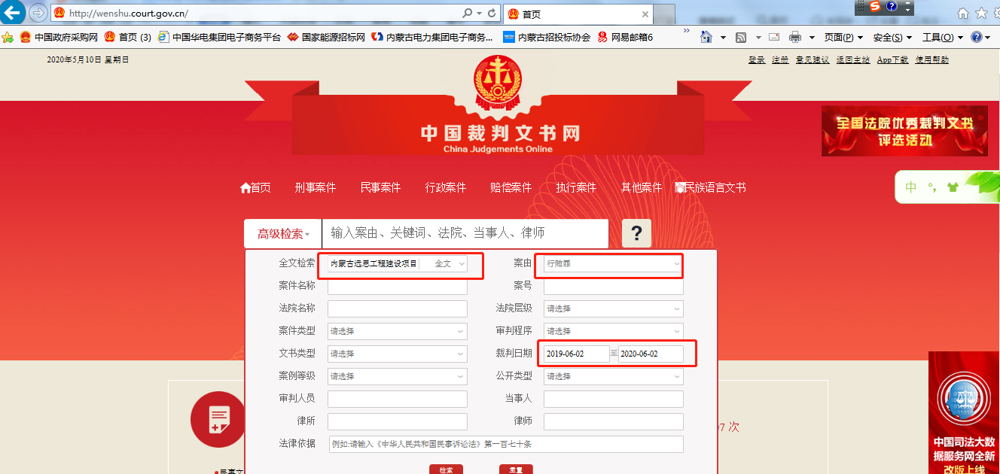 http://wenshu.court.gov.cn/
首页
中国政府采购网 首页 (3) 中国华电集团电子商务平台 国家能源招标网 内蒙古电力集团电子商务... 内蒙古招投标协会 网易邮箱6 » 页面(P) 安全(S) 工具(O)
2020年5月10日 星期日
登录 注册 意见建议 返回主站 App下载 使用帮助
中国裁判文书网
China Judgements Online
全国法院优秀裁判文书
评选活动
首页 刑事案件 民事案件 行政案件 赔偿案件 执行案件 其他案件 民族语言文书
中 °,
高级检索 输入案由、关键词、法院、当事人、律师 ?
全文检索 内蒙古远恩工程建设项目 全文 案由 行贿罪
案件名称 案号
法院名称 法院层级 请选择
案件类型 请选择 审判程序 请选择
文书类型 请选择 裁判日期 2019-06-02 至 2020-06-02
案例等级 请选择 公开类型 请选择
审判人员 当事人
律所 律师
7 次
法律依据 例如:请输入《中华人民共和国民事诉讼法》第一百七十条
检索 重置
中国司法大数
据服务网全新
改版上线
民事文